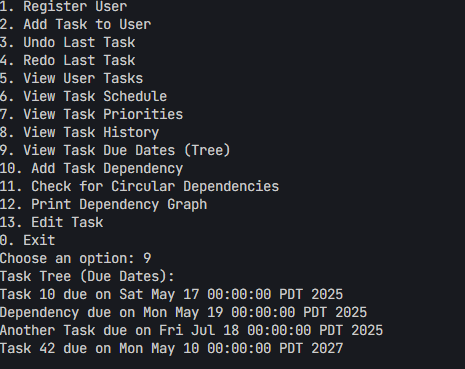 1. Register User
2. Add Task to User
3. Undo Last Task
4. Redo Last Task
5. View User Tasks
6. View Task Schedule
7. View Task Priorities
8. View Task History
9. View Task Due Dates (Tree)
10. Add Task Dependency
11. Check for Circular Dependencies
12. Print Dependency Graph
13. Edit Task
0. Exit
Choose an option: 9
Task Tree (Due Dates):
Task 10 due on Sat May 17 00:00:00 PDT 2025
Dependency due on Mon May 19 00:00:00 PDT 2025
Another Task due on Fri Jul 18 00:00:00 PDT 2025
Task 42 due on Mon May 10 00:00:00 PDT 2027